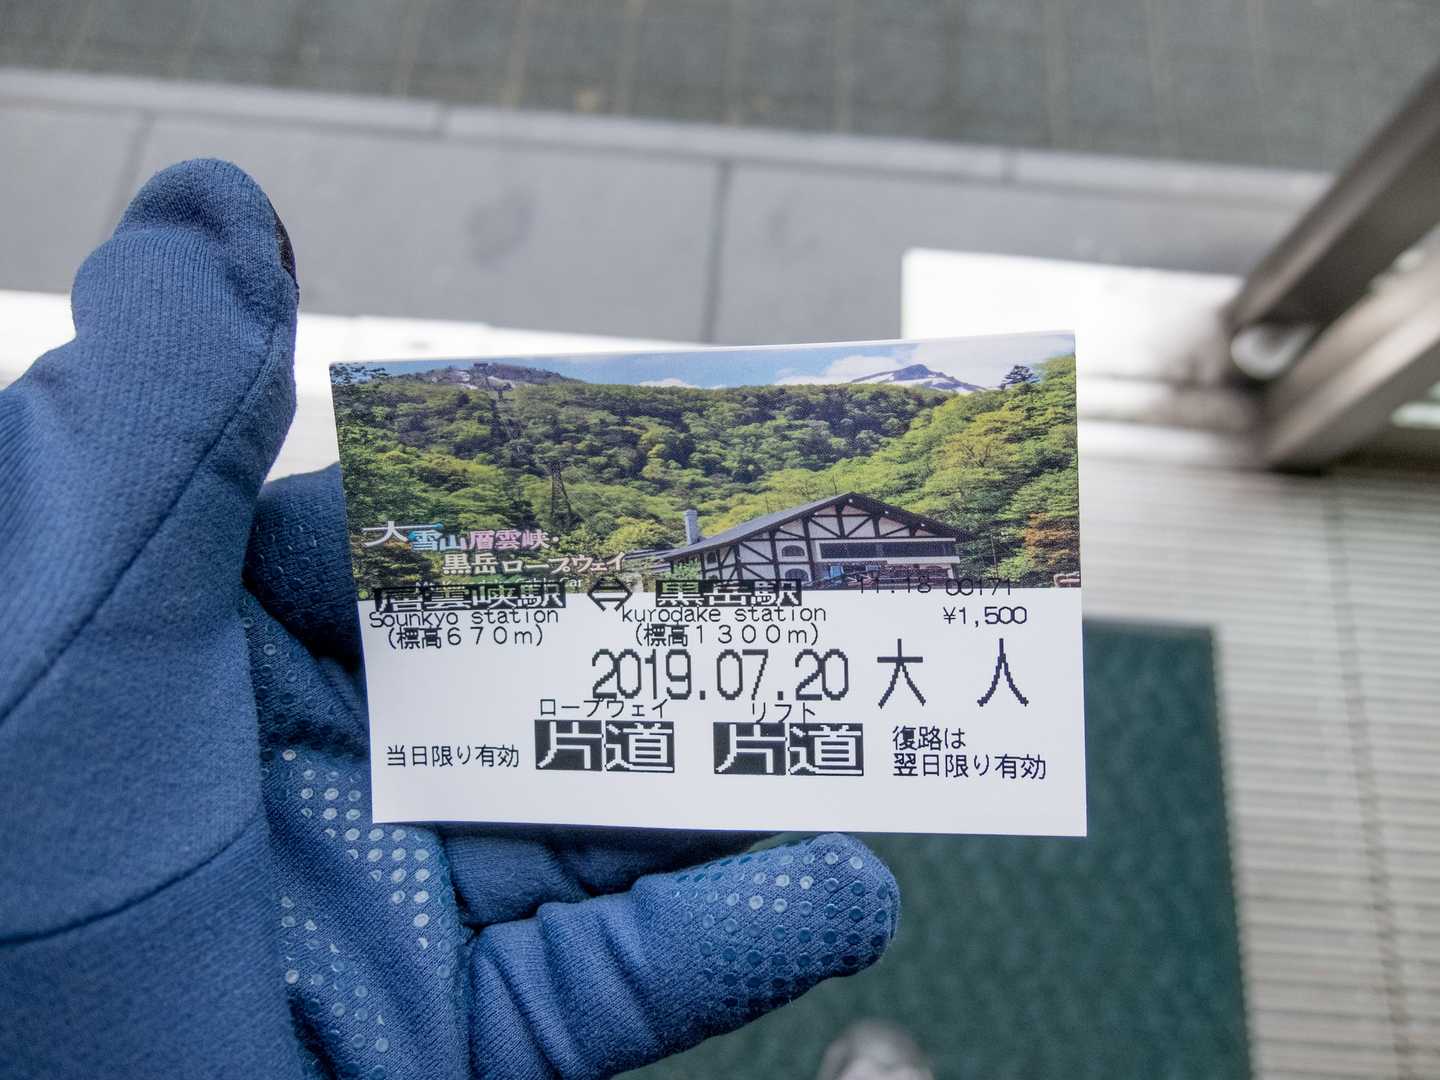 大雪山層雲峡・
黒岳ロープウェイ
層雲峡駅 ⇔ 黒岳駅 11.18 00171
Sounkyo station kurodake station ¥1,500
(標高670m) (標高1300m)
2019.07.20 大人
ロープウェイ リフト
当日限り有効 片道 片道 復路は
翌日限り有効